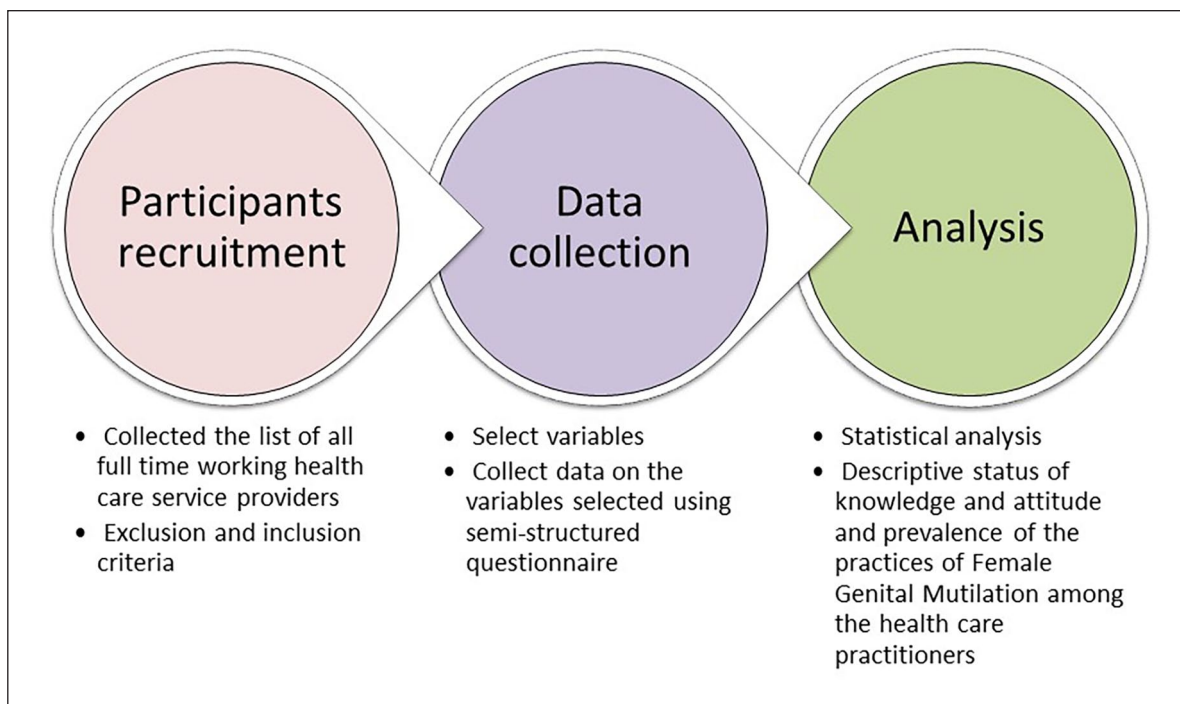 Participants
recruitment
• Collected the list of all
full time working health
care service providers
• Exclusion and inclusion
criteria
Data
collection
• Select variables
• Collect data on the
variables selected using
semi-structured
questionnaire
Analysis
• Statistical analysis
• Descriptive status of
knowledge and attitude
and prevalence of the
practices of Female
Genital Mutilation among
the health care
practitioners